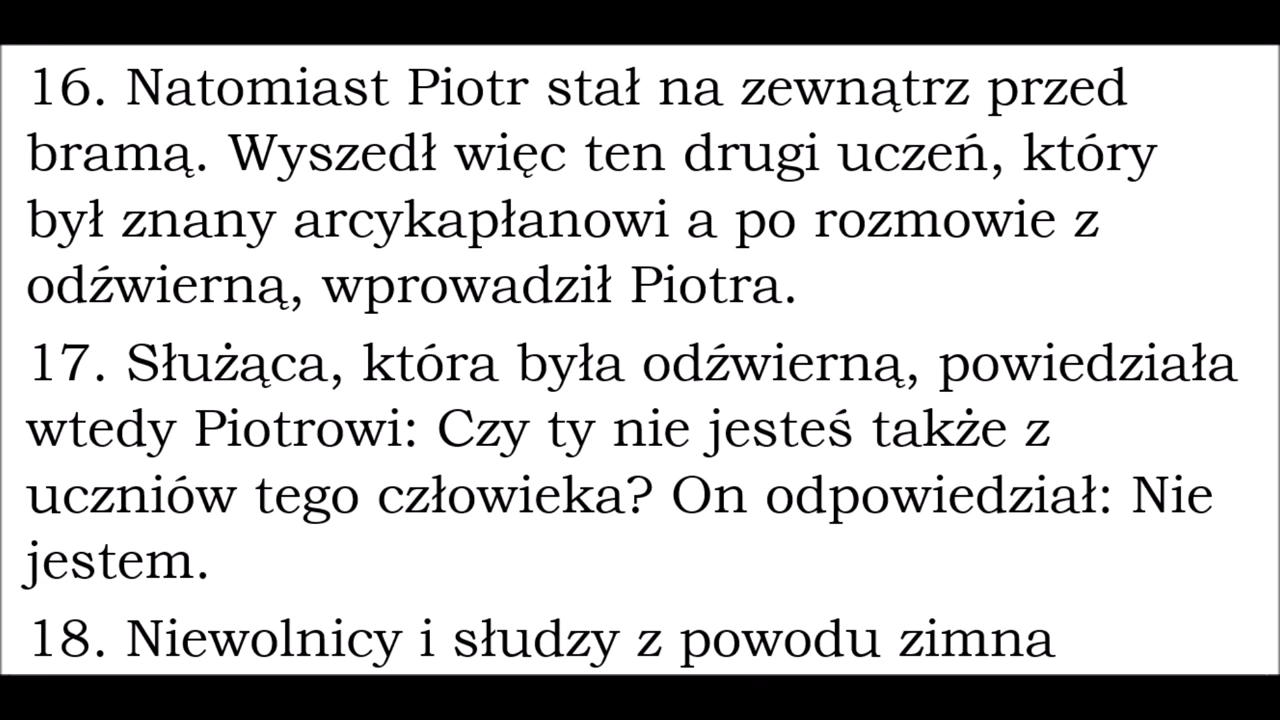 16. Natomiast Piotr stał na zewnątrz przed
bramą. Wyszedł więc ten drugi uczeń, który
był znany arcykapłanowi a po rozmowie z
odźwierną, wprowadził Piotra.
17. Służąca, która była odźwierną, powiedziała
wtedy Piotrowi: Czy ty nie jesteś także z
uczniów tego człowieka? On odpowiedział: Nie
jestem.
18. Niewolnicy i słudzy z powodu zimna